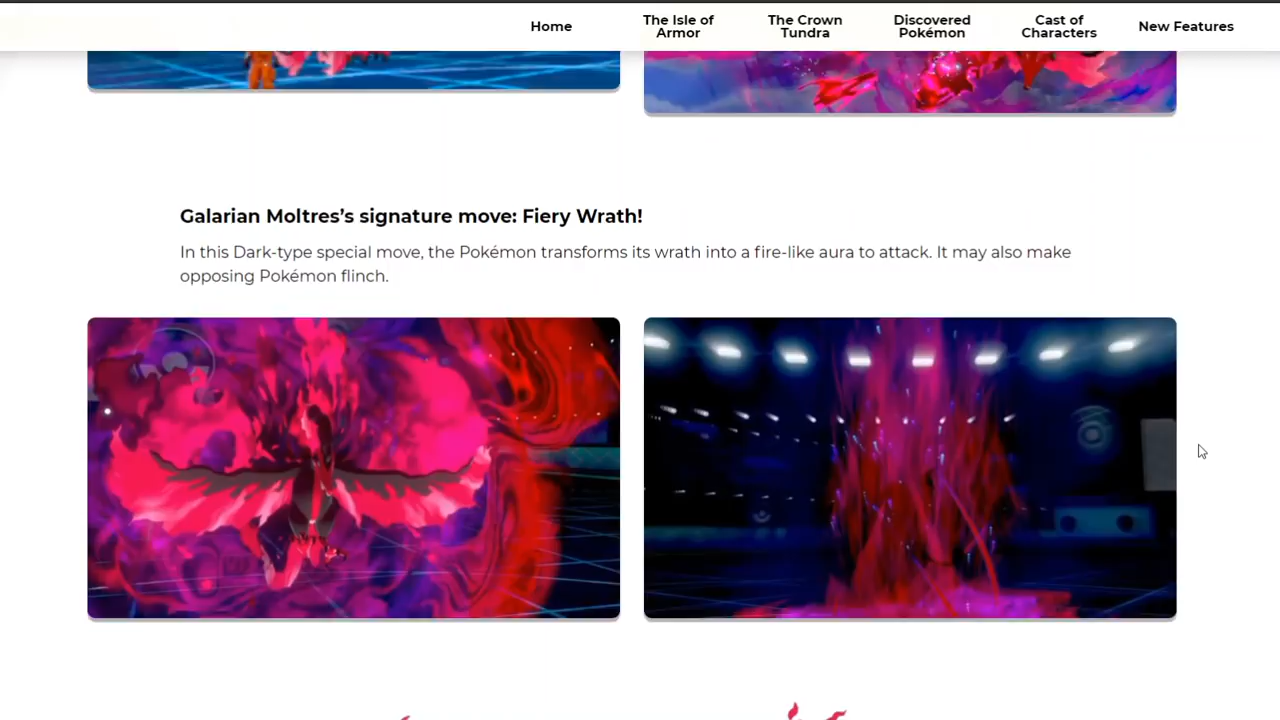 Home
The Isle of
Armor
The Crown
Tundra
Discovered
Pokémon
Cast of
Characters
New Features
Galarian Moltres’s signature move: Fiery Wrath!
In this Dark-type special move, the Pokémon transforms its wrath into a fire-like aura to attack. It may also make
opposing Pokémon flinch.